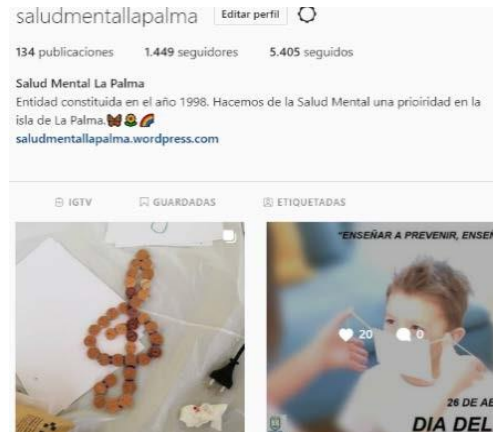 saludmentallapalma Editar perfil
134 publicaciones 1.449 seguidores 5.405 seguidos
Salud Mental La Palma
Entidad constituida en el año 1998. Hacemos de la Salud Mental una prioiridad en la
isla de La Palma.🦋🌻🌈
saludmentallapalma.wordpress.com
IGTV GUARDADAS ETIQUETADAS
"ENSEÑAR A PREVENIR, ENSEÑ
20 0
26 DE AB
DIA DEL